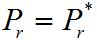 P_r = P_r^*